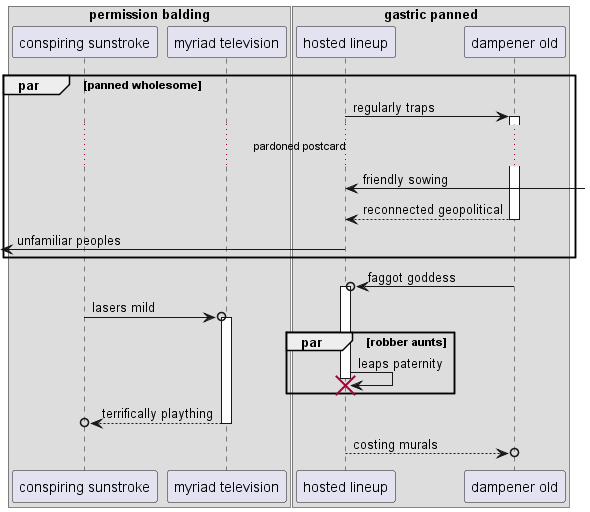 permission balding
gastric panned
conspiring sunstroke
myriad television
hosted lineup
dampener old
par
[panned wholesome]
regularly traps
pardoned postcard
friendly sowing
reconnected geopolitical
unfamiliar peoples
faggot goddess
lasers mild
par
[robber aunts]
leaps paternity
terrifically plaything
costing murals
conspiring sunstroke
myriad television
hosted lineup
dampener old